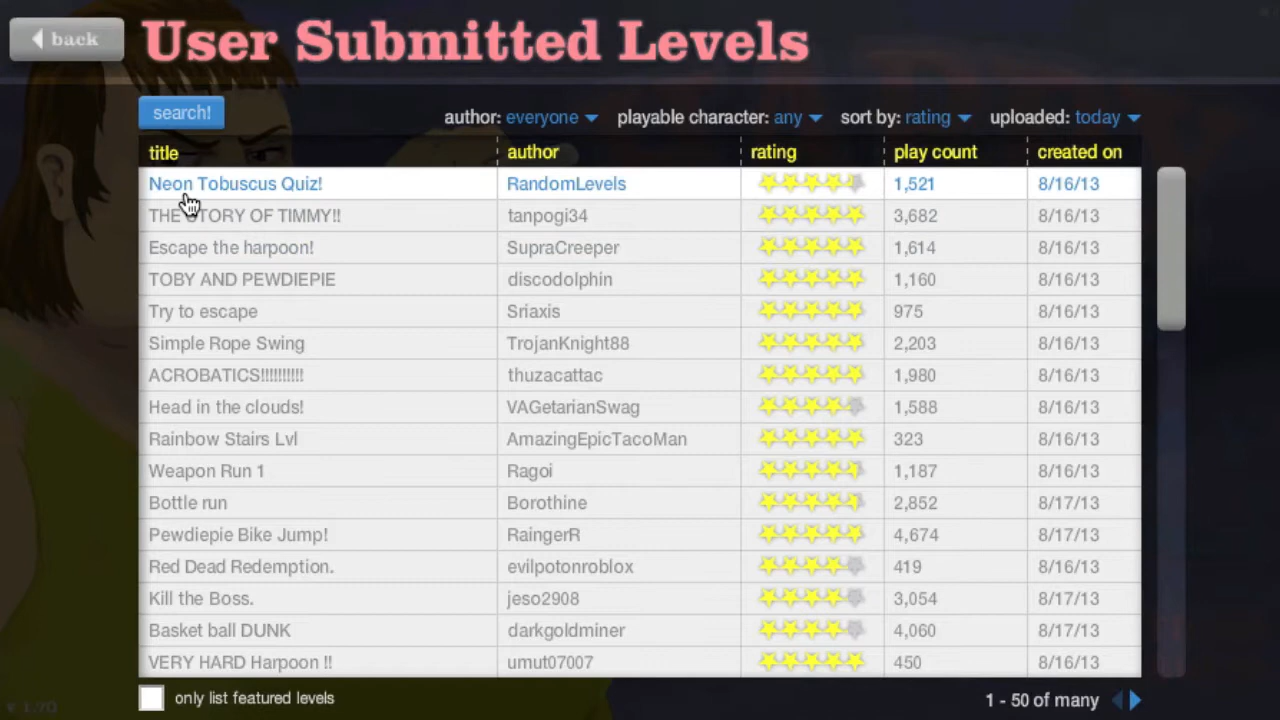 back
User Submitted Levels
search!
author: everyone playable character: any sort by: rating uploaded: today
title author rating play count created on
Neon Tobuscus Quiz! RandomLevels 1,521 8/16/13
THE STORY OF TIMMY!! tanpogi34 3,682 8/16/13
Escape the harpoon! SupraCreeper 1,614 8/16/13
TOBY AND PEWDIEPIE discodolphin 1,160 8/16/13
Try to escape Sriaxis 975 8/16/13
Simple Rope Swing TrojanKnight88 2,203 8/16/13
ACROBATICS!!!!!!!!!! thuzacattac 1,980 8/16/13
Head in the clouds! VAGetarianSwag 1,588 8/16/13
Rainbow Stairs Lvl AmazingEpicTacoMan 323 8/16/13
Weapon Run 1 Ragoi 1,187 8/16/13
Bottle run Borothine 2,852 8/17/13
Pewdiepie Bike Jump! RaingerR 4,674 8/16/13
Red Dead Redemption. evilpotonroblox 419 8/16/13
Kill the Boss. jeso2908 3,054 8/17/13
Basket ball DUNK darkgoldminer 4,060 8/17/13
VERY HARD Harpoon !! umut07007 450 8/16/13
only list featured levels
1 - 50 of many
v 1.70